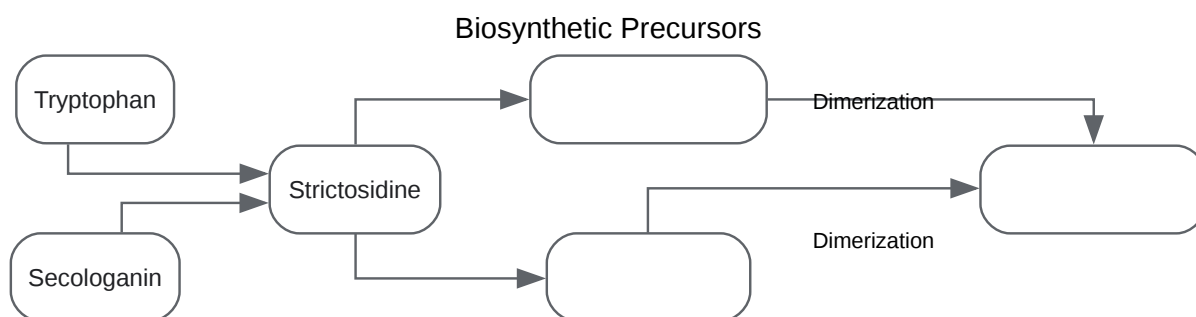 Biosynthetic Precursors
Tryptophan
Dimerization
Strictosidine
Dimerization
Secologanin